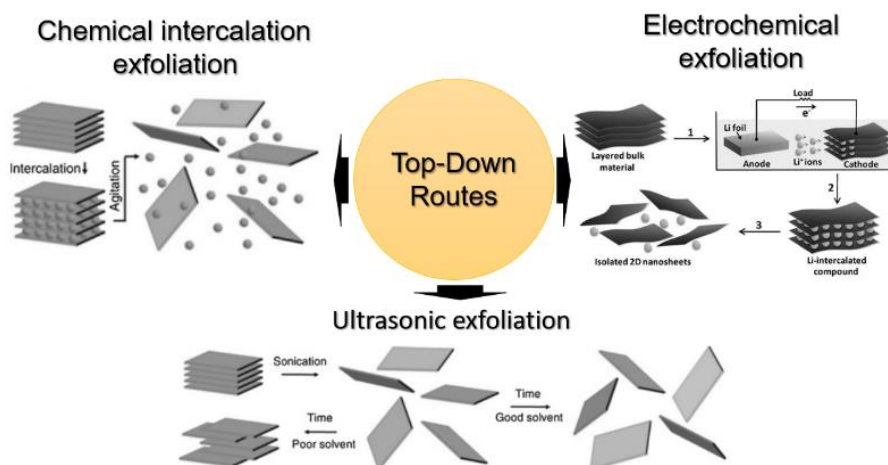 Chemical intercalation
exfoliation
Intercalation
Agitation
Top-Down
Routes
Electrochemical
exfoliation
Load
e⁻
Li foil
Li⁺ions
Anode
Cathode
Layered bulk
material
1
2
3
Isolated 2D nanosheets
Li-intercalated
compound
Ultrasonic exfoliation
Sonication
Time
Good solvent
Time
Poor solvent